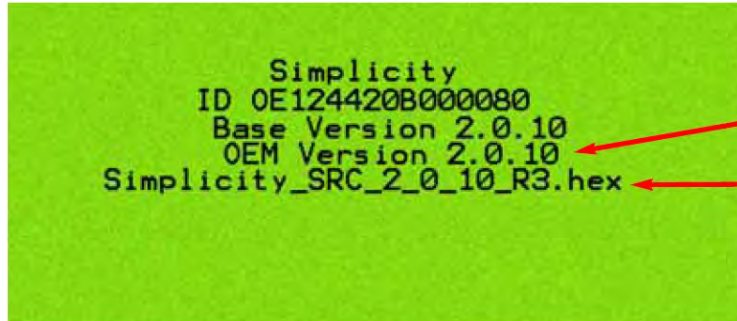 Simplicity
ID 0E124420B000080
Base Version 2.0.10
OEM Version 2.0.10
Simplicity_SRC_2_0_10_R3.hex